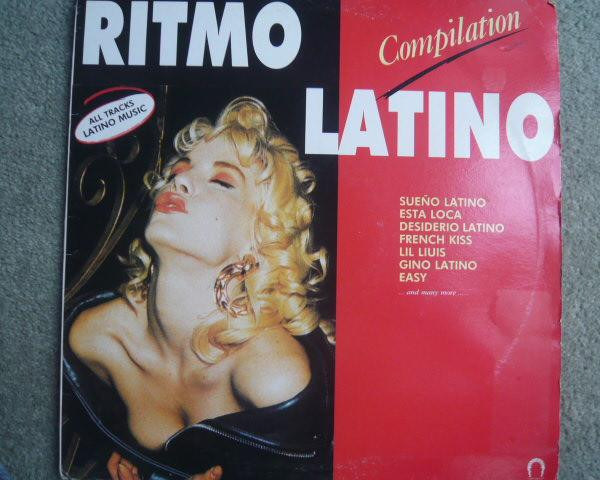 RITMO
Compilation
LATINO
ALL TRACKS
LATINO MUSIC
SUEÑO LATINO
ESTA LOCA
DESIDERIO LATINO
FRENCH KISS
LIL LIUIS
GINO LATINO
EASY
... and many more ....